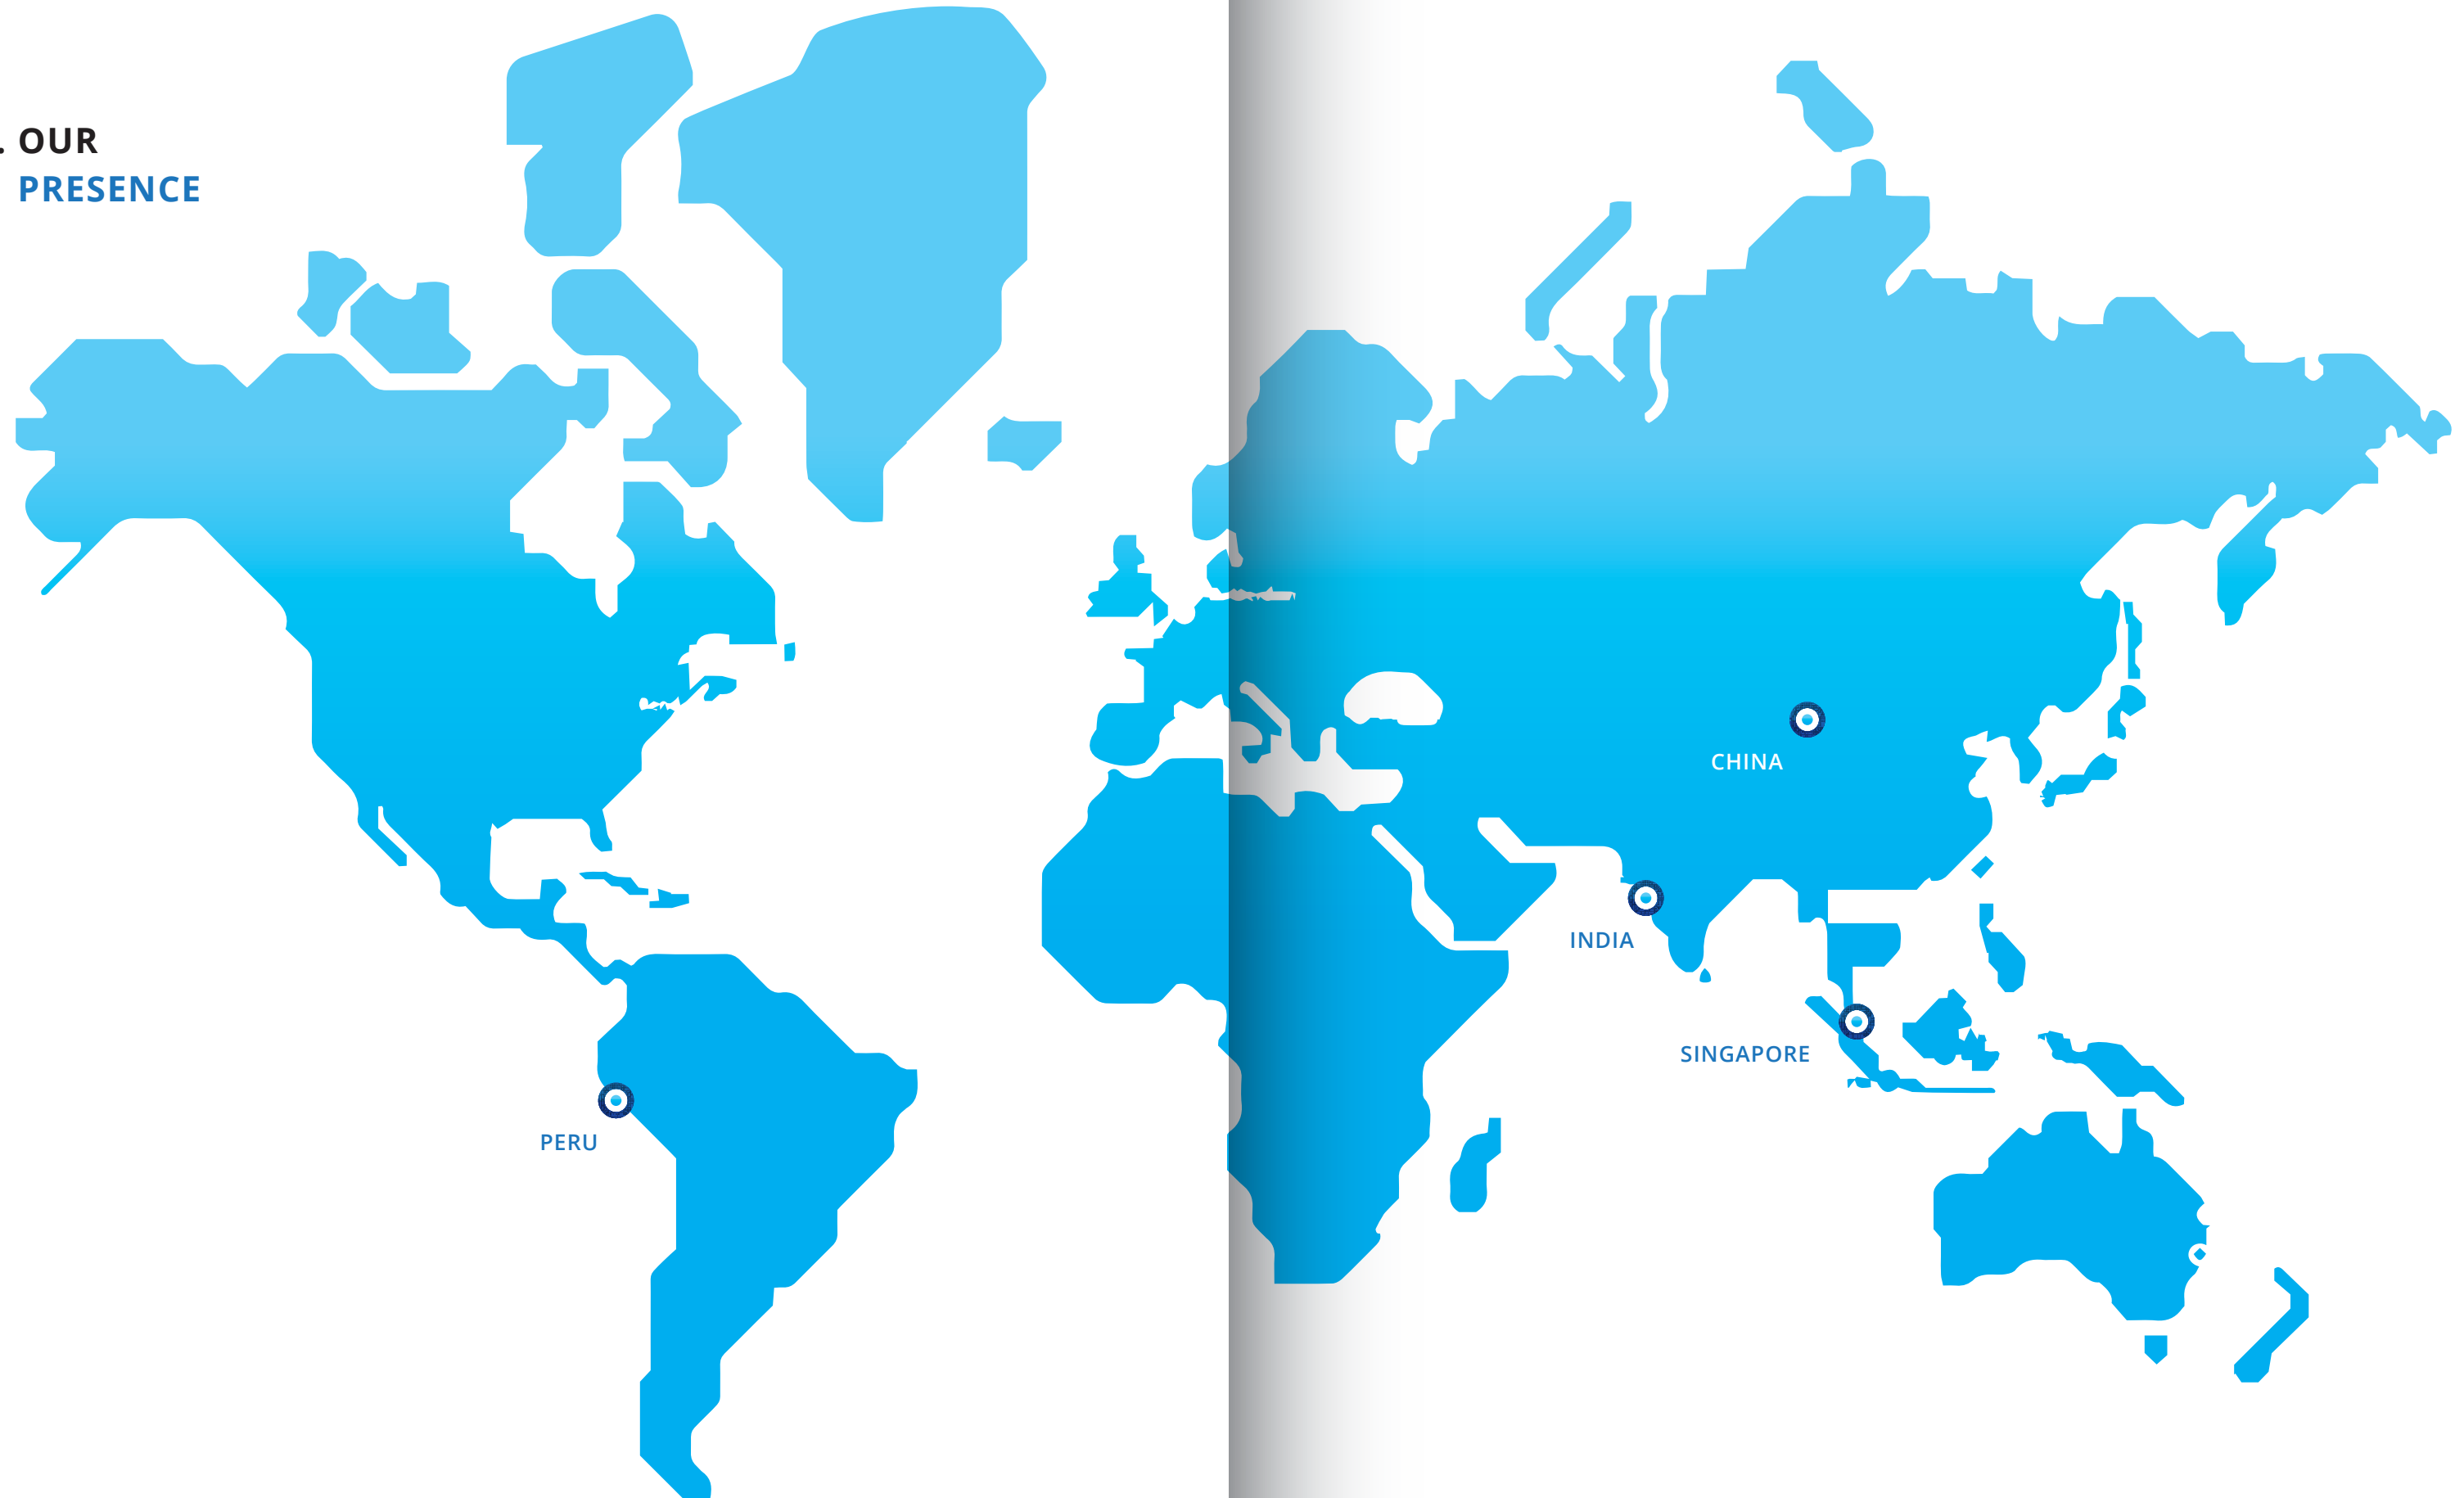 . OUR
PRESENCE
CHINA
INDIA
SINGAPORE
PERU